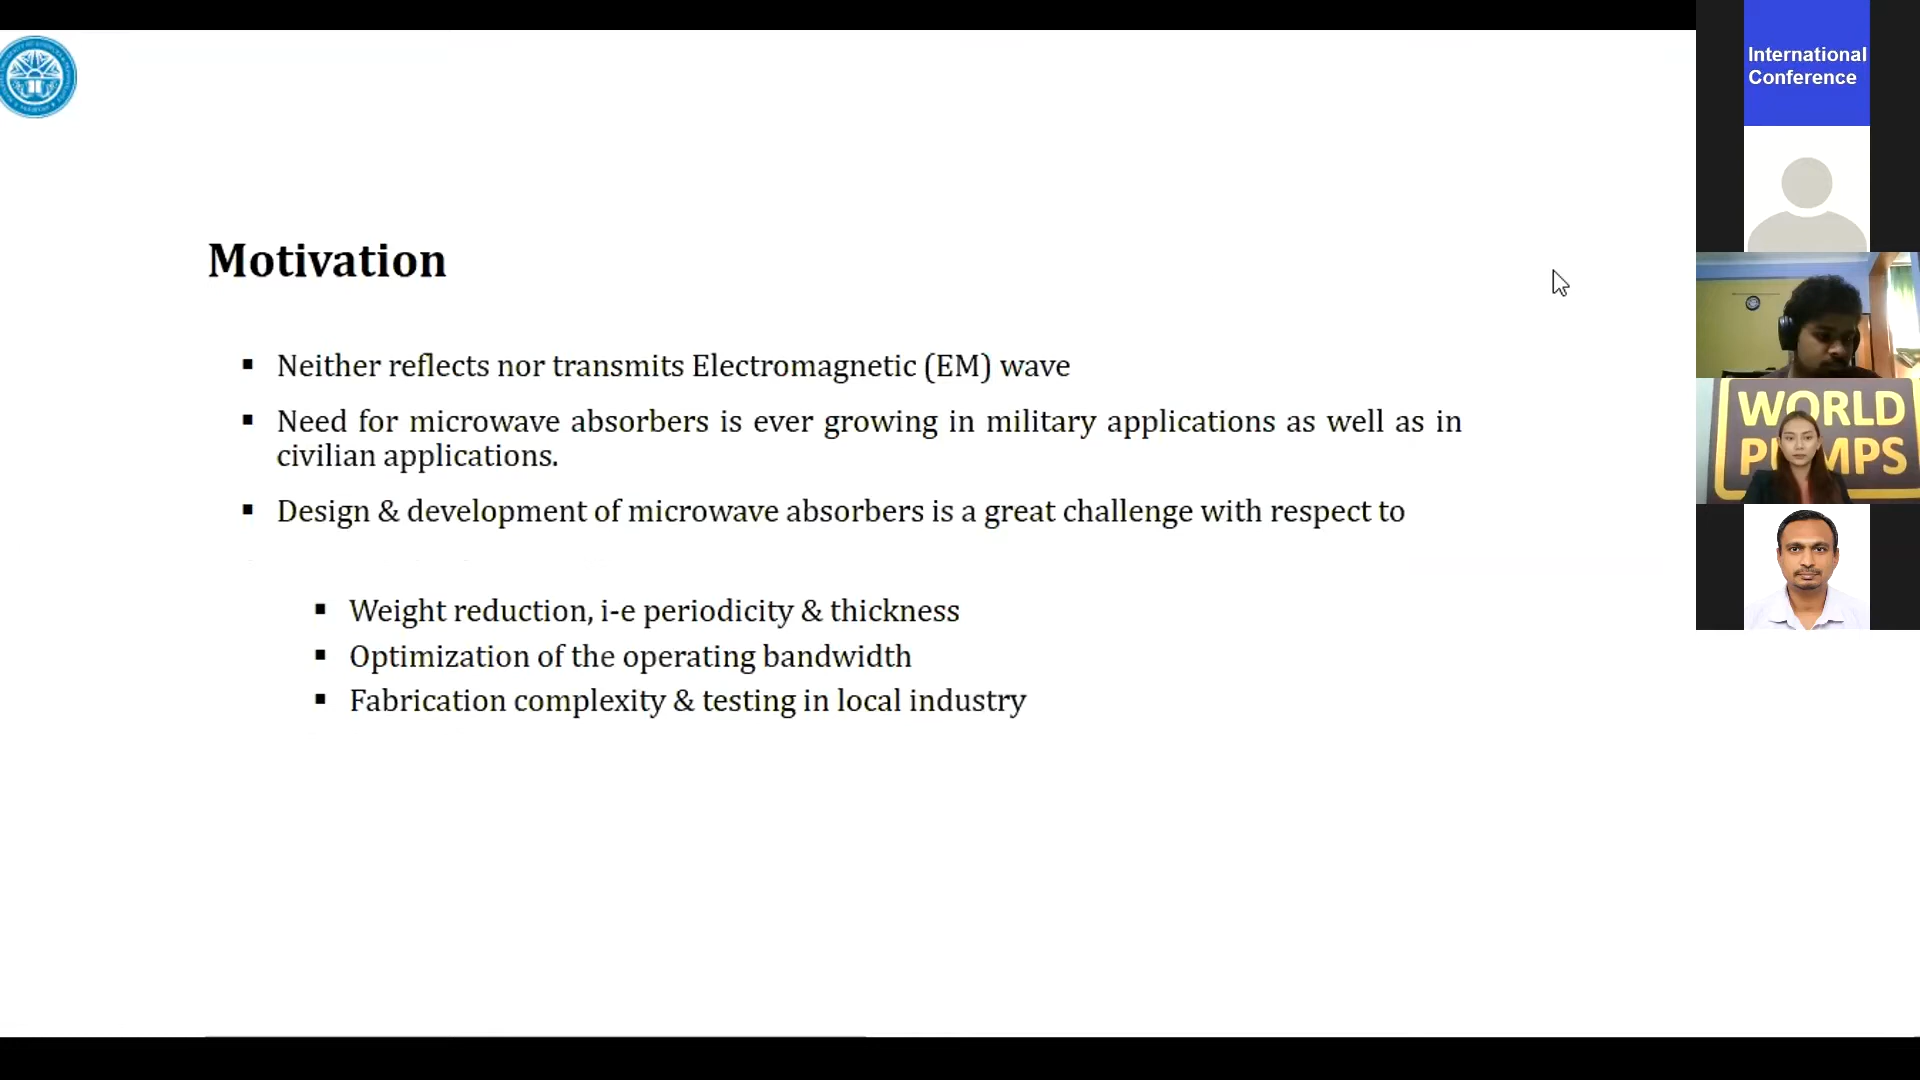 Motivation
▪ Neither reflects nor transmits Electromagnetic (EM) wave
▪ Need for microwave absorbers is ever growing in military applications as well as in
civilian applications.
▪ Design & development of microwave absorbers is a great challenge with respect to
▪ Weight reduction, i-e periodicity & thickness
▪ Optimization of the operating bandwidth
▪ Fabrication complexity & testing in local industry
International
Conference
WORLD